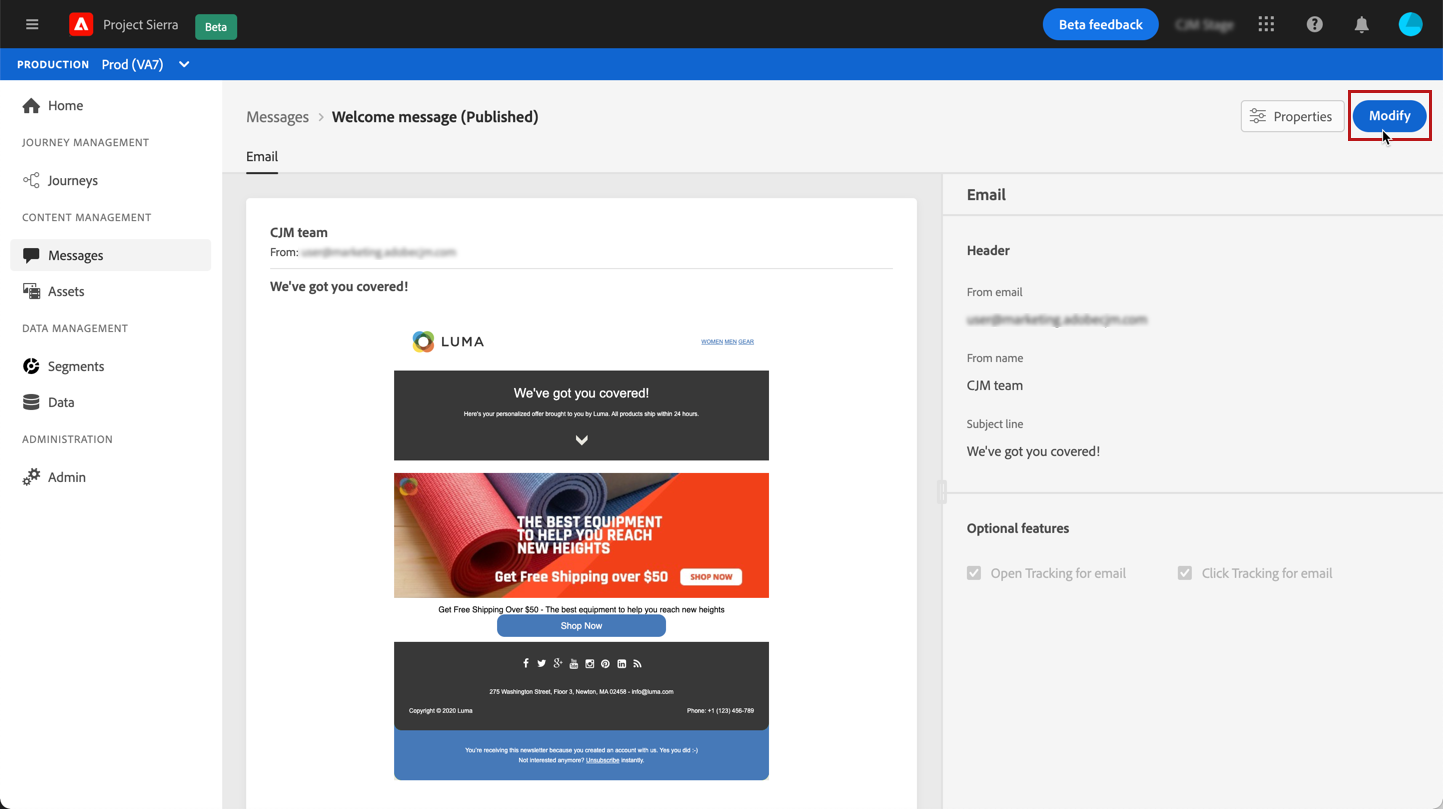 Project Sierra
Beta
Beta feedback
PRODUCTION Prod (VA7)
Home
JOURNEY MANAGEMENT
Journeys
CONTENT MANAGEMENT
Messages
Assets
DATA MANAGEMENT
Segments
Data
ADMINISTRATION
Admin
Messages > Welcome message (Published)
Properties
Modify
Email
CJM team
From:
We've got you covered!
LUMA
WOMEN MEN GEAR
We've got you covered!
Here's your personalized offer brought to you by Luma. All products ship within 24 hours.
THE BEST EQUIPMENT
TO HELP YOU REACH
NEW HEIGHTS
Get Free Shipping over $50
SHOP NOW
Get Free Shipping Over $50 - The best equipment to help you reach new heights
Shop Now
275 Washington Street, Floor 3, Newton, MA 02458 - info@luma.com
Copyright © 2020 Luma
Phone: +1 (123) 456-789
You're receiving this newsletter because you created an account with us. Yes you did :-)
Not interested anymore? Unsubscribe instantly.
Email
Header
From email
From name
CJM team
Subject line
We've got you covered!
Optional features
Open Tracking for email
Click Tracking for email